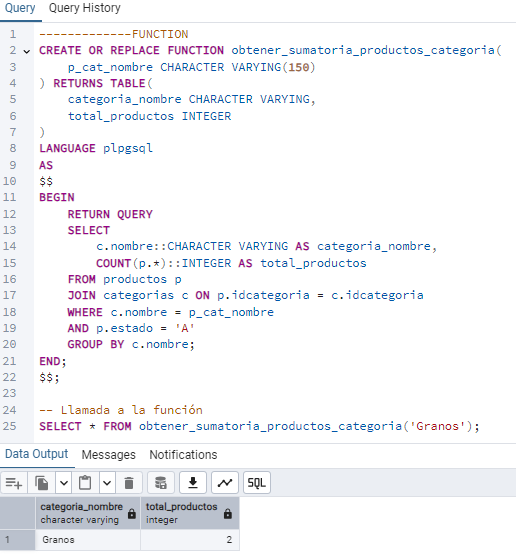 Query Query History
1 -------------FUNCTION
2 CREATE OR REPLACE FUNCTION obtener_sumatoria_productos_categoria(
3     p_cat_nombre CHARACTER VARYING(150)
4 ) RETURNS TABLE(
5     categoria_nombre CHARACTER VARYING,
6     total_productos INTEGER
7 )
8 LANGUAGE plpgsql
9 AS
10 $$
11 BEGIN
12     RETURN QUERY
13     SELECT
14         c.nombre::CHARACTER VARYING AS categoria_nombre,
15         COUNT(p.*)::INTEGER AS total_productos
16     FROM productos p
17     JOIN categorias c ON p.idcategoria = c.idcategoria
18     WHERE c.nombre = p_cat_nombre
19     AND p.estado = 'A'
20     GROUP BY c.nombre;
21 END;
22 $$;
23
24 -- Llamada a la función
25 SELECT * FROM obtener_sumatoria_productos_categoria('Granos');
Data Output Messages Notifications
SQL
categoria_nombre total_productos
character varying integer
1 Granos 2